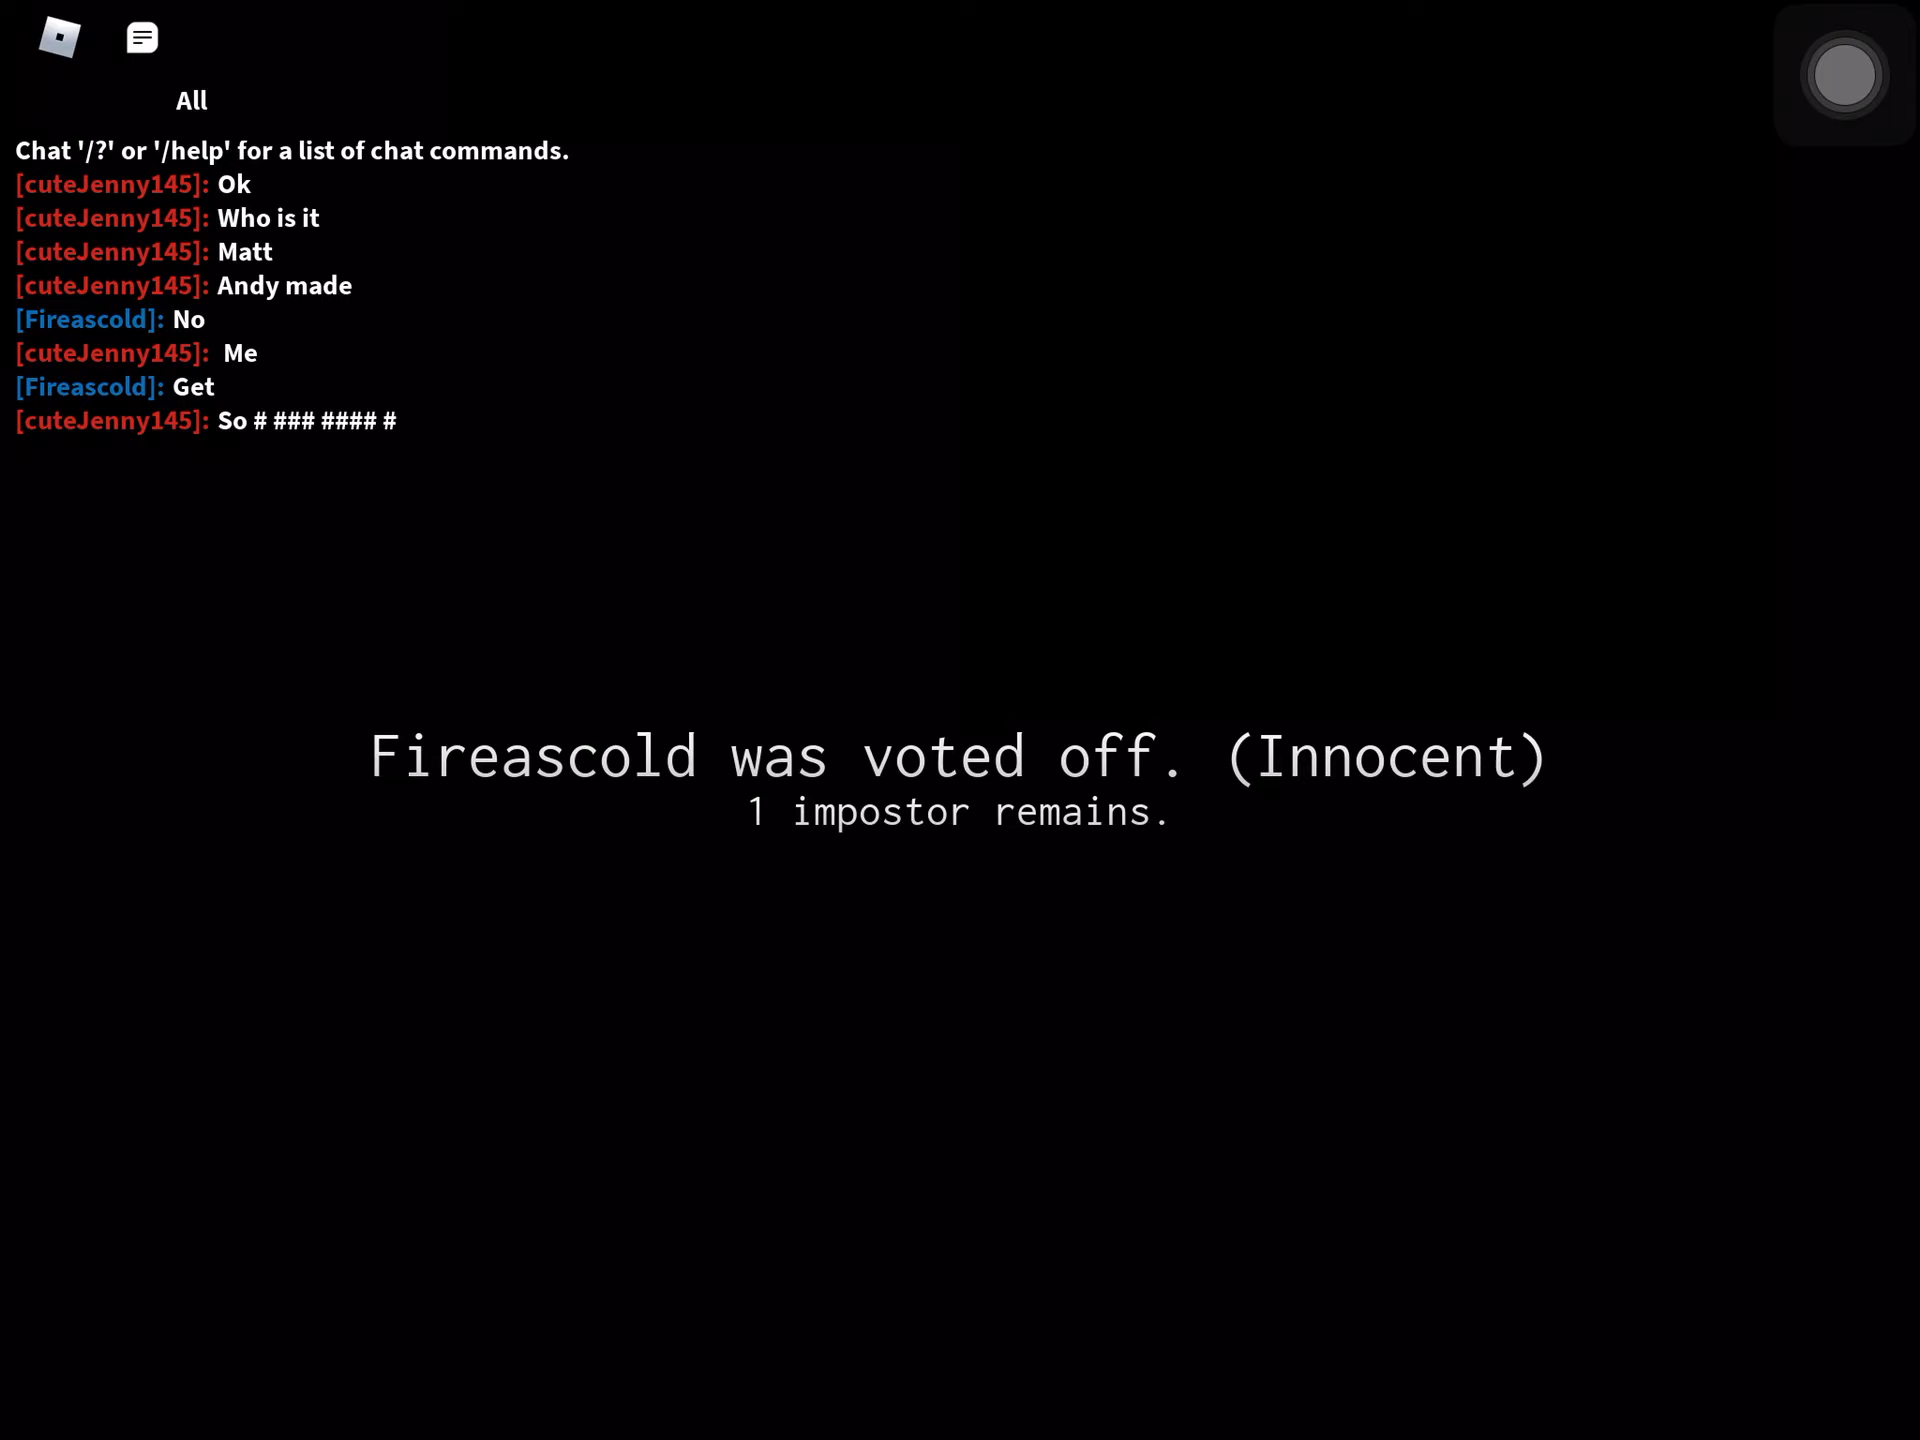 All
Chat '/?' or '/help' for a list of chat commands.
[cuteJenny145]: Ok
[cuteJenny145]: Who is it
[cuteJenny145]: Matt
[cuteJenny145]: Andy made
[Fireascold]: No
[cuteJenny145]: Me
[Fireascold]: Get
[cuteJenny145]: So # ### #### #
Fireascold was voted off. (Innocent)
1 impostor remains.